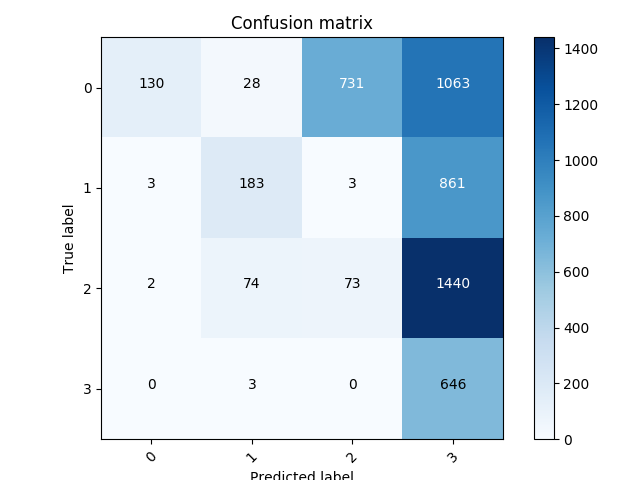 Confusion matrix
0 130 28 731 1063
1 3 183 3 861
2 2 74 73 1440
3 0 3 0 646
0 1 2 3
True label
Predicted label
1400
1200
1000
800
600
400
200
0